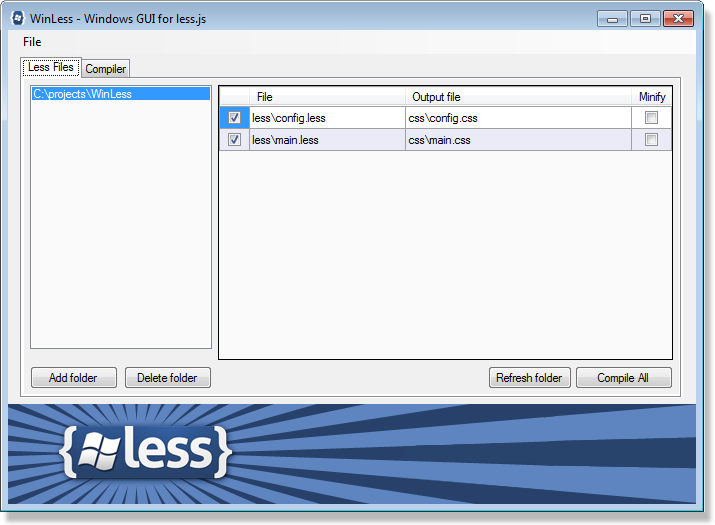 WinLess - Windows GUI for less.js
File
Less Files Compiler
C:\projects\WinLess
File Output file Minify
less\config.less css\config.css
less\main.less css\main.css
Add folder Delete folder Refresh folder Compile All
{less}